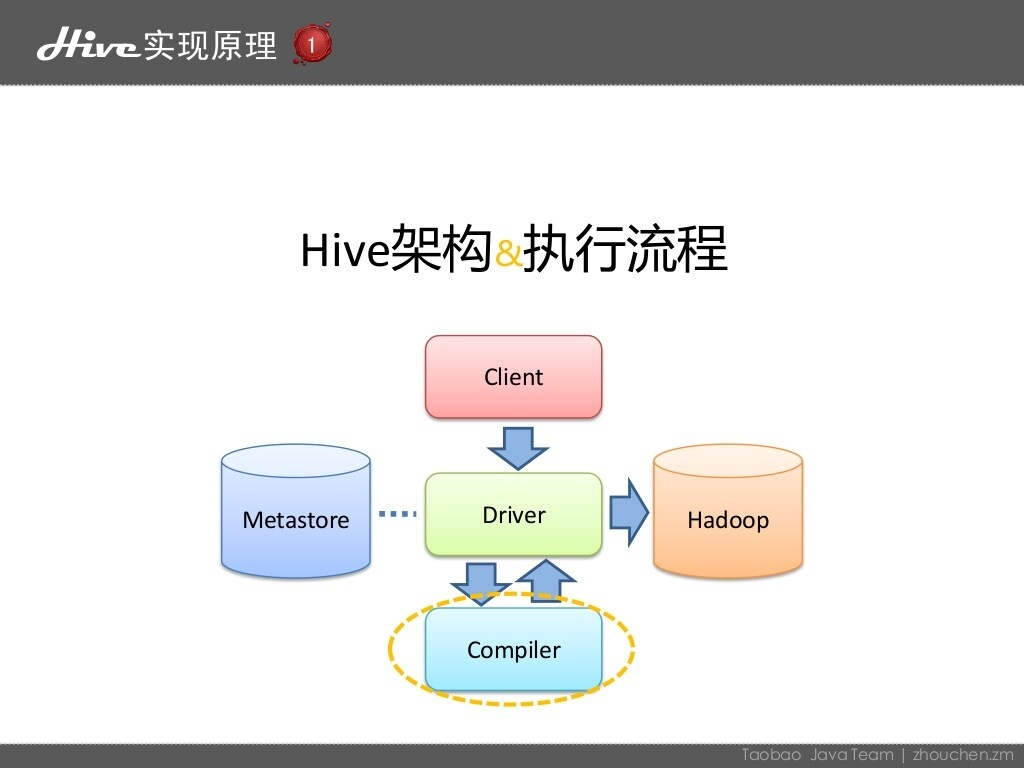 Hive实现原理 1
Hive架构&执行流程
Client
Metastore
Driver
Hadoop
Compiler
Taobao Java Team | zhouchen.zm